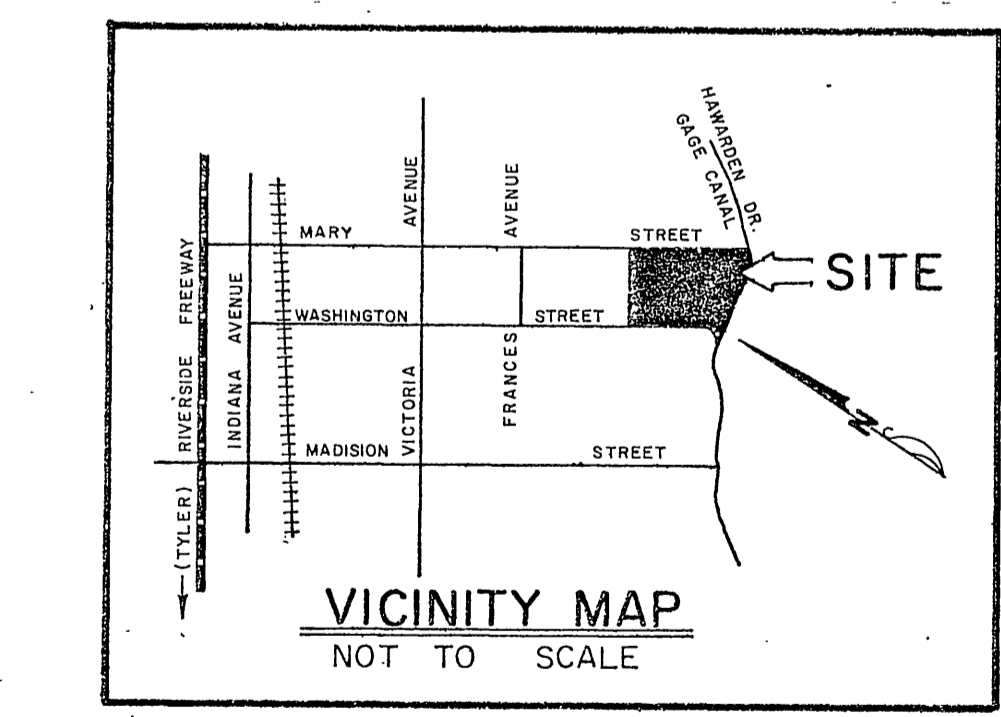 HAWARDEN DR.
GAGE CANAL
AVENUE
AVENUE
MARY
STREET
SITE
RIVERSIDE FREEWAY
INDIANA AVENUE
WASHINGTON
STREET
VICTORIA
FRANCES
N
MADISION
STREET
(TYLER)
VICINITY MAP
NOT TO SCALE